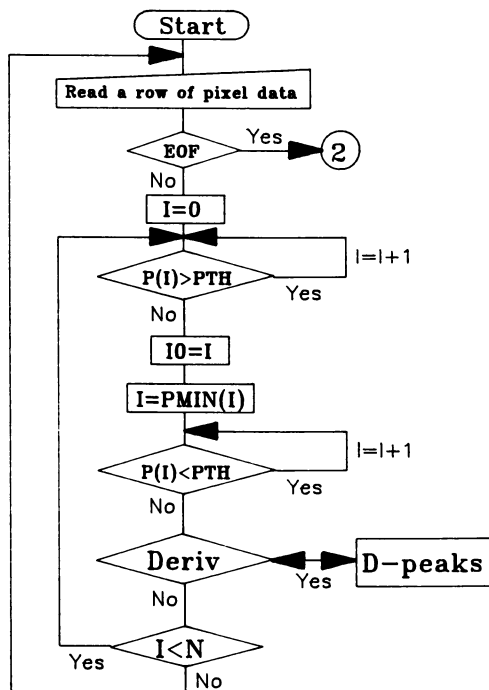 Start
Read a row of pixel data
EOF
Yes
2
No
I=0
I=I+1
P(I)>PTH
Yes
No
I0=I
I=PMIN(I)
I=I+1
P(I)<PTH
Yes
No
Deriv
Yes
D-peaks
No
I<N
Yes
No